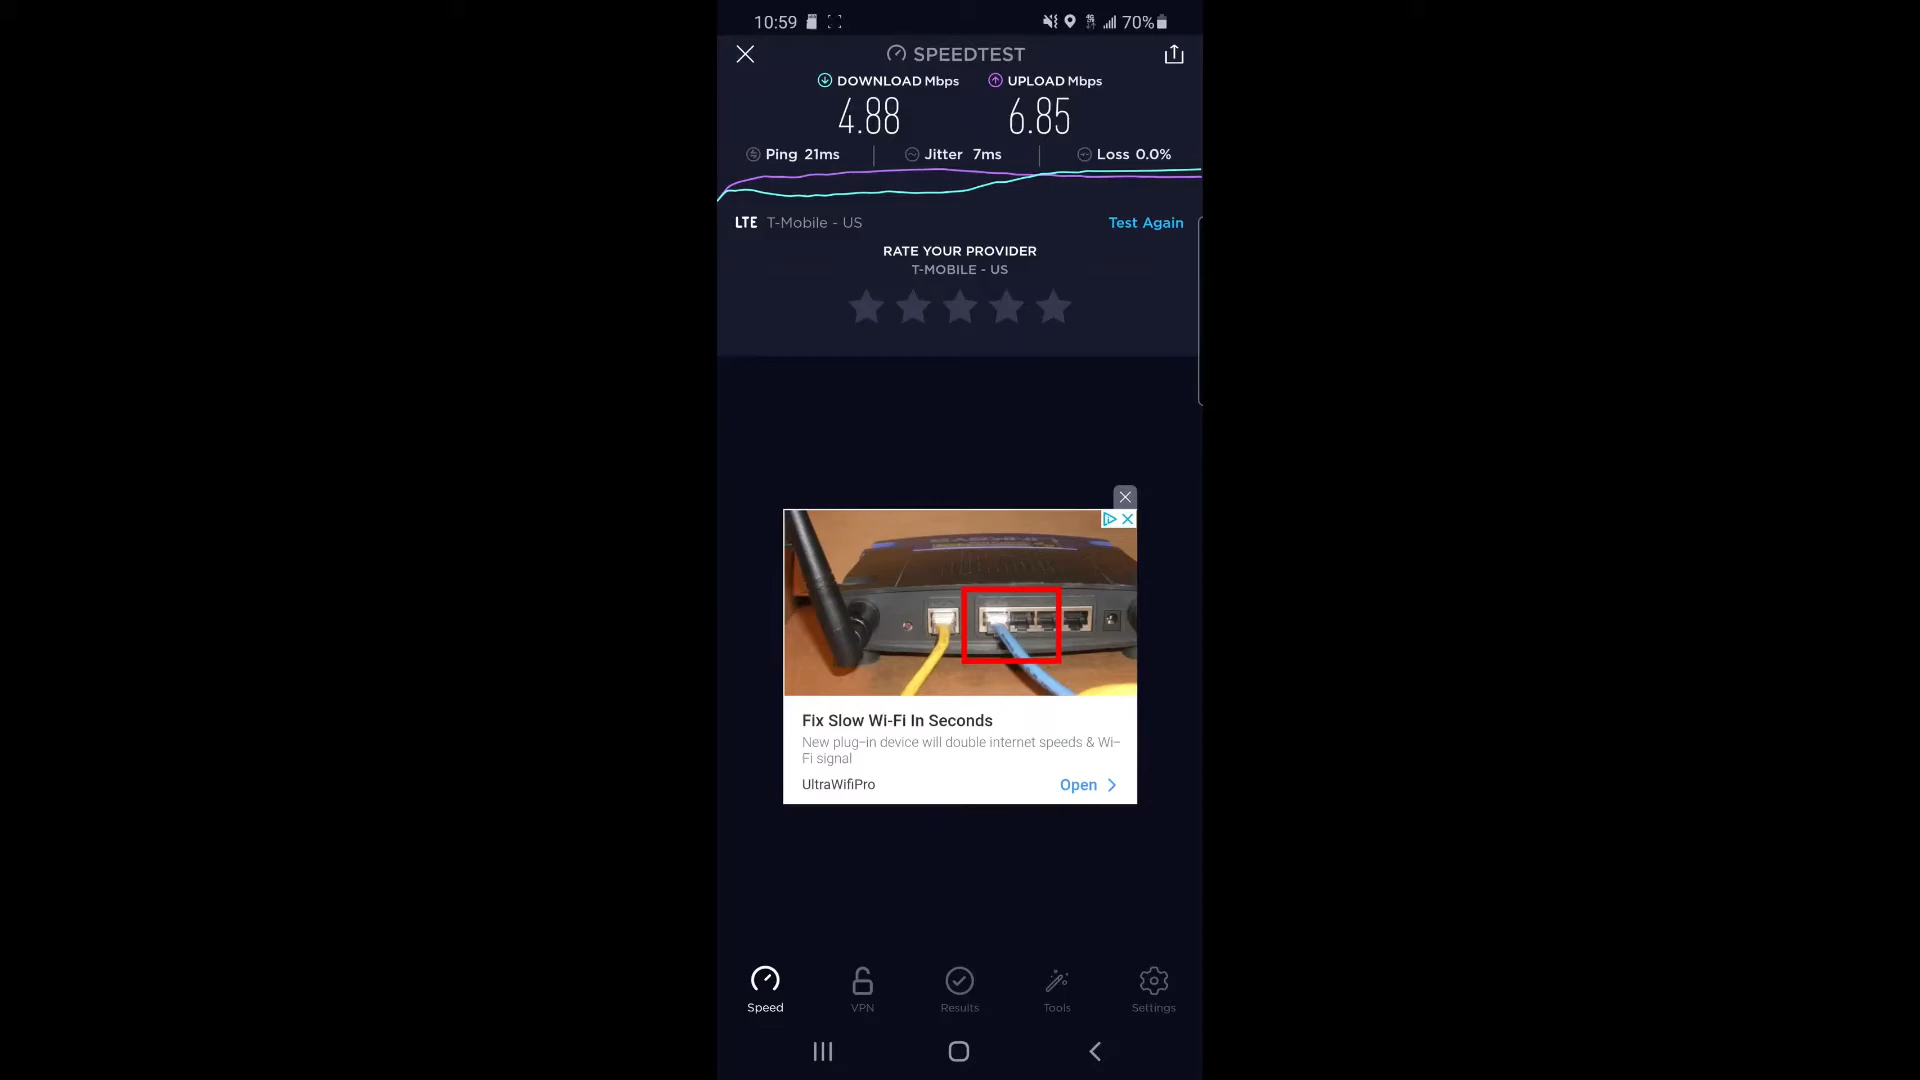 10:59 70%
SPEEDTEST
DOWNLOAD Mbps UPLOAD Mbps
4.88 6.85
Ping 21ms Jitter 7ms Loss 0.0%
LTE T-Mobile - US Test Again
RATE YOUR PROVIDER
T-MOBILE - US
Fix Slow Wi-Fi In Seconds
New plug-in device will double internet speeds & Wi-
Fi signal
UltraWifiPro Open
Speed VPN Results Tools Settings